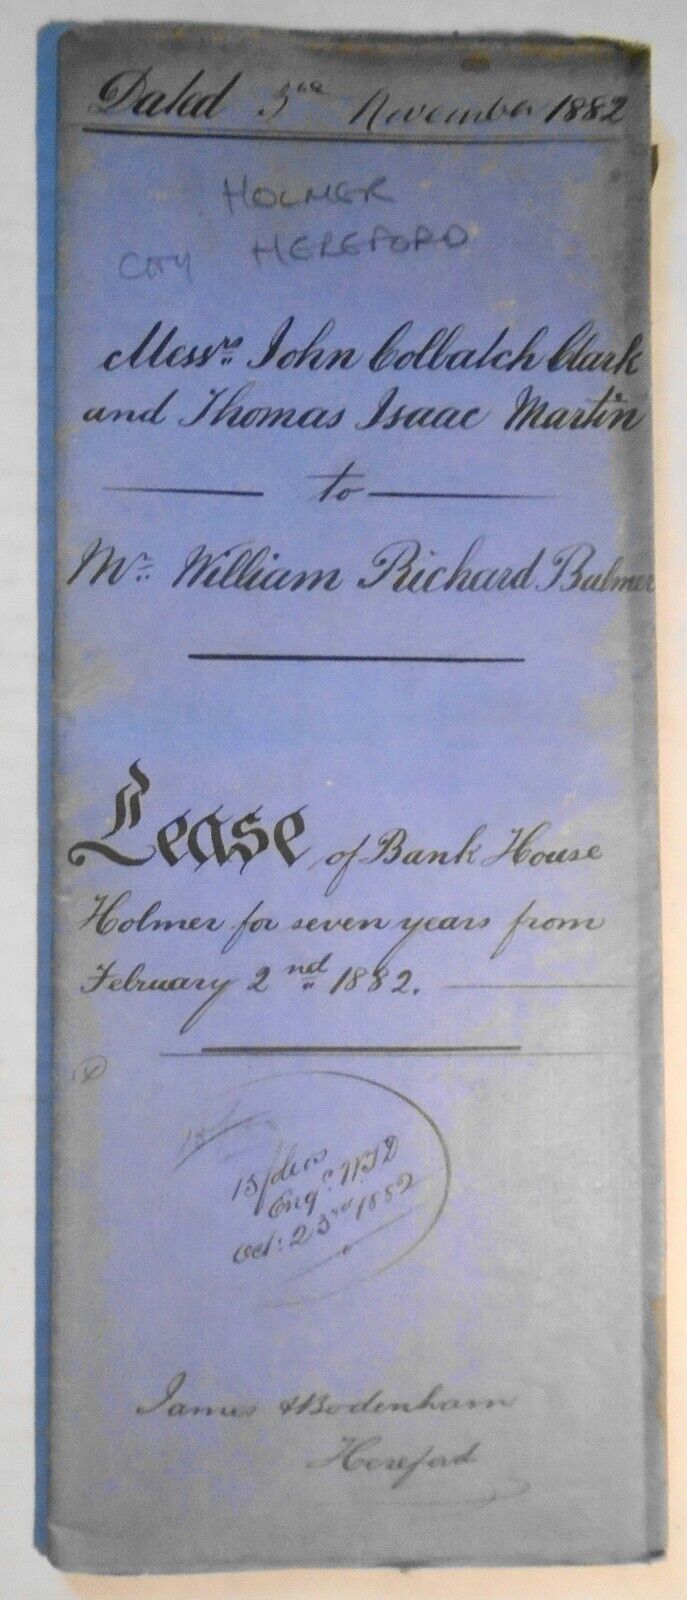 Dated 3rd November 1882
HOLMER
CITY HEREFORD
Messrs. John Colbatch Clark
and Thomas Isaac Martin
to
Mr. William Richard Bulmer
Lease of Bank House
Holmer for seven years from
February 2nd 1882.
Engd
Oct: 23rd 1882
James & Bodenham
Hereford